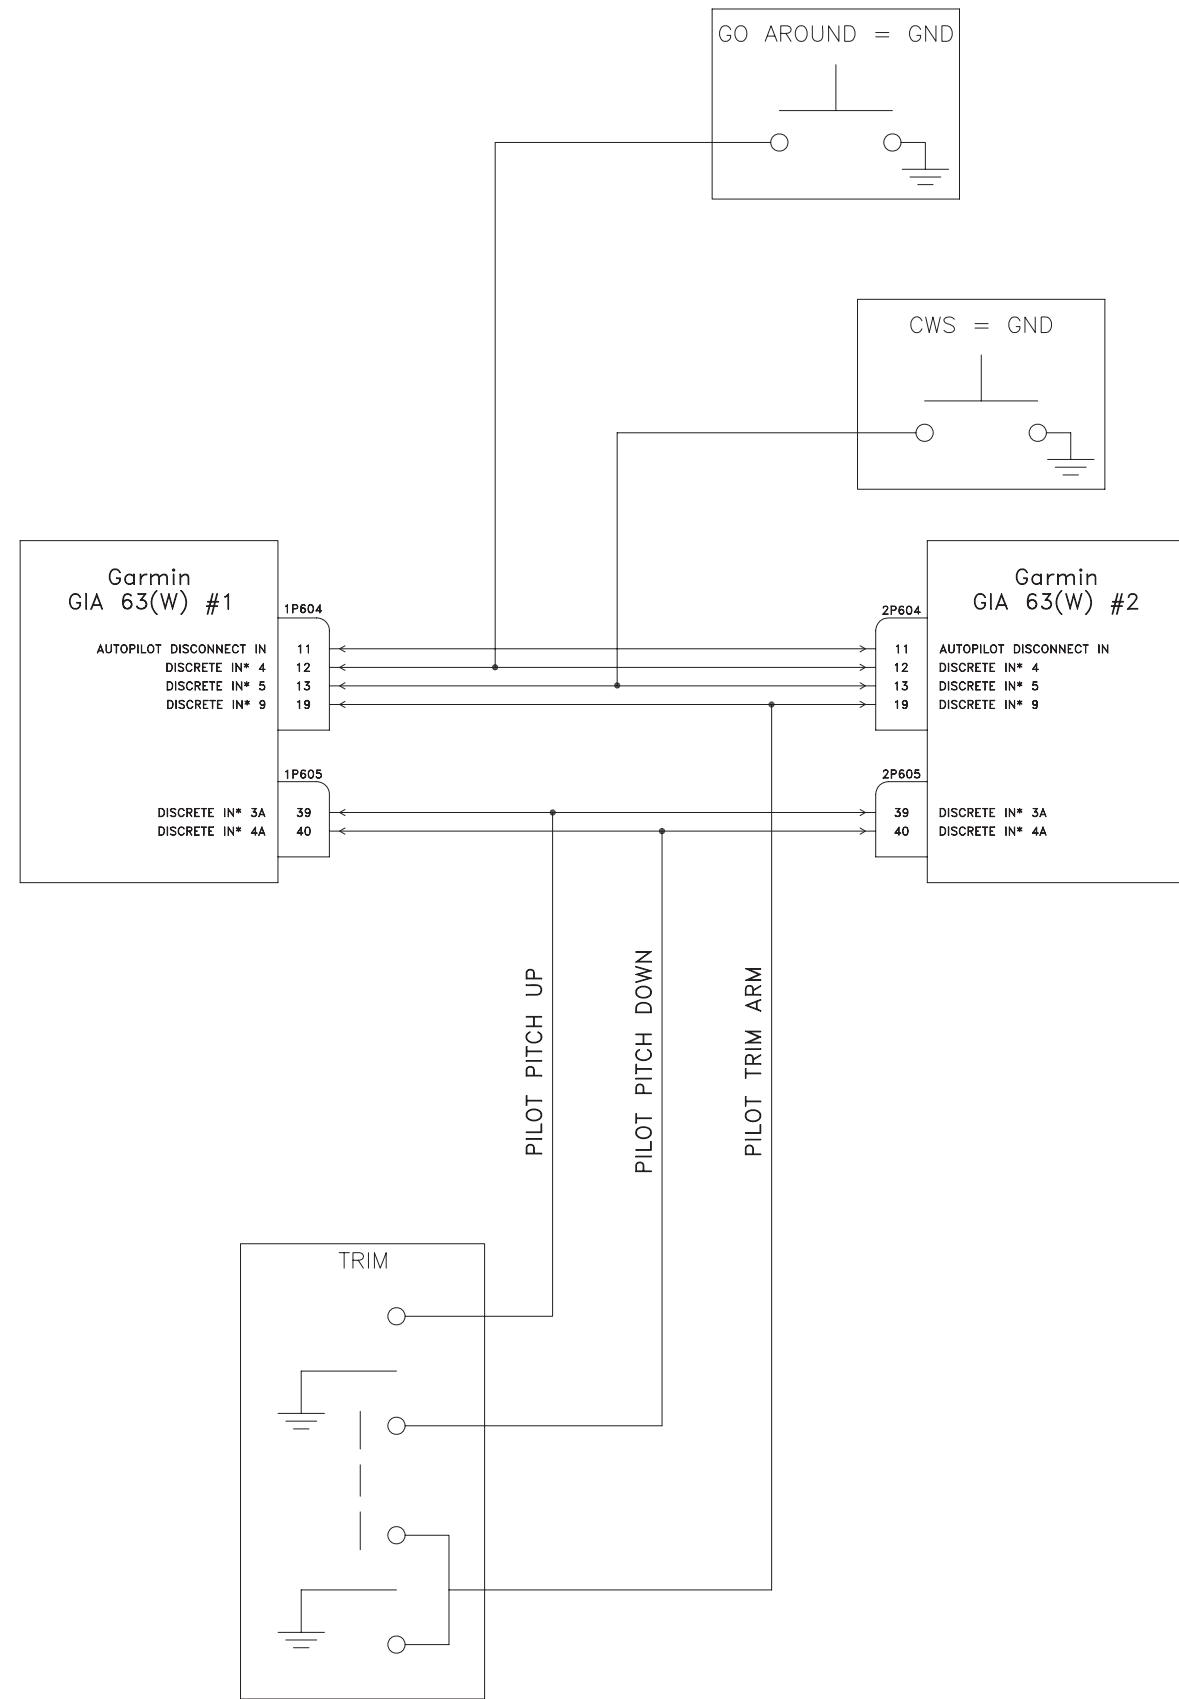 GO AROUND = GND
CWS = GND
Garmin
GIA 63(W) #1
1P604
AUTOPILOT DISCONNECT IN 11
DISCRETE IN* 4 12
DISCRETE IN* 5 13
DISCRETE IN* 9 19
1P605
DISCRETE IN* 3A 39
DISCRETE IN* 4A 40
Garmin
GIA 63(W) #2
2P604
11 AUTOPILOT DISCONNECT IN
12 DISCRETE IN* 4
13 DISCRETE IN* 5
19 DISCRETE IN* 9
2P605
39 DISCRETE IN* 3A
40 DISCRETE IN* 4A
PILOT PITCH UP
PILOT PITCH DOWN
PILOT TRIM ARM
TRIM